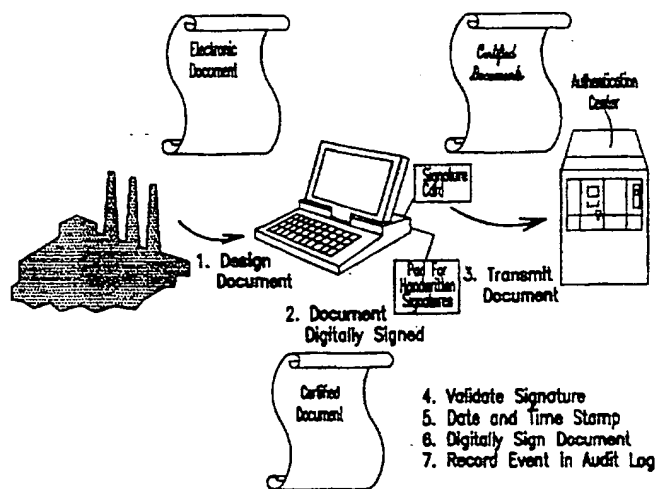 Electronic
Document
Certified
Documents
Authentication
Center
Signature
Card
1. Design
Document
Pad For
Handwritten
Signatures
3. Transmit
Document
2. Document
Digitally Signed
Certified
Document
4. Validate Signature
5. Date and Time Stamp
6. Digitally Sign Document
7. Record Event in Audit Log